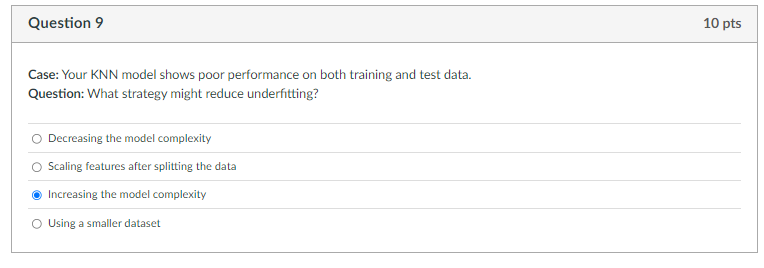 Question 9
10 pts
Case: Your KNN model shows poor performance on both training and test data.
Question: What strategy might reduce underfitting?
Decreasing the model complexity
Scaling features after splitting the data
Increasing the model complexity
Using a smaller dataset